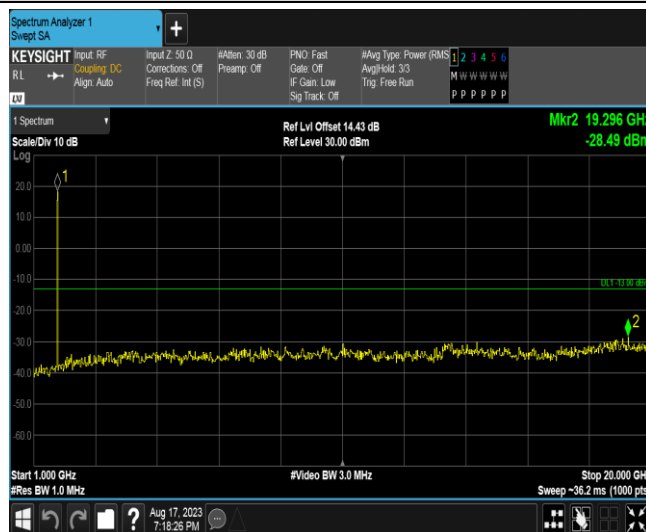 Spectrum Analyzer 1
Swept SA
+
KEYSIGHT
RL
LXI
Input: RF
Coupling: DC
Align: Auto
Input Z: 50 Ω
Corrections: Off
Freq Ref: Int (S)
#Atten: 30 dB
Preamp: Off
PNO: Fast
Gate: Off
IF Gain: Low
Sig Track: Off
#Avg Type: Power (RMS
Avg|Hold: 3/3
Trig: Free Run
1 2 3 4 5 6
M W W W W W
P P P P P P
1 Spectrum
Scale/Div 10 dB
Log
Ref Lvl Offset 14.43 dB
Ref Level 30.00 dBm
Mkr2 19.296 GHz
-28.49 dBm
1
20.0
10.0
0.00
-10.0
DL1 -13.00 dBm
-20.0
2
-30.0
-40.0
-50.0
-60.0
Start 1.000 GHz
#Res BW 1.0 MHz
#Video BW 3.0 MHz
Stop 20.000 GHz
Sweep ~36.2 ms (1000 pts)
?
Aug 17, 2023
7:18:26 PM